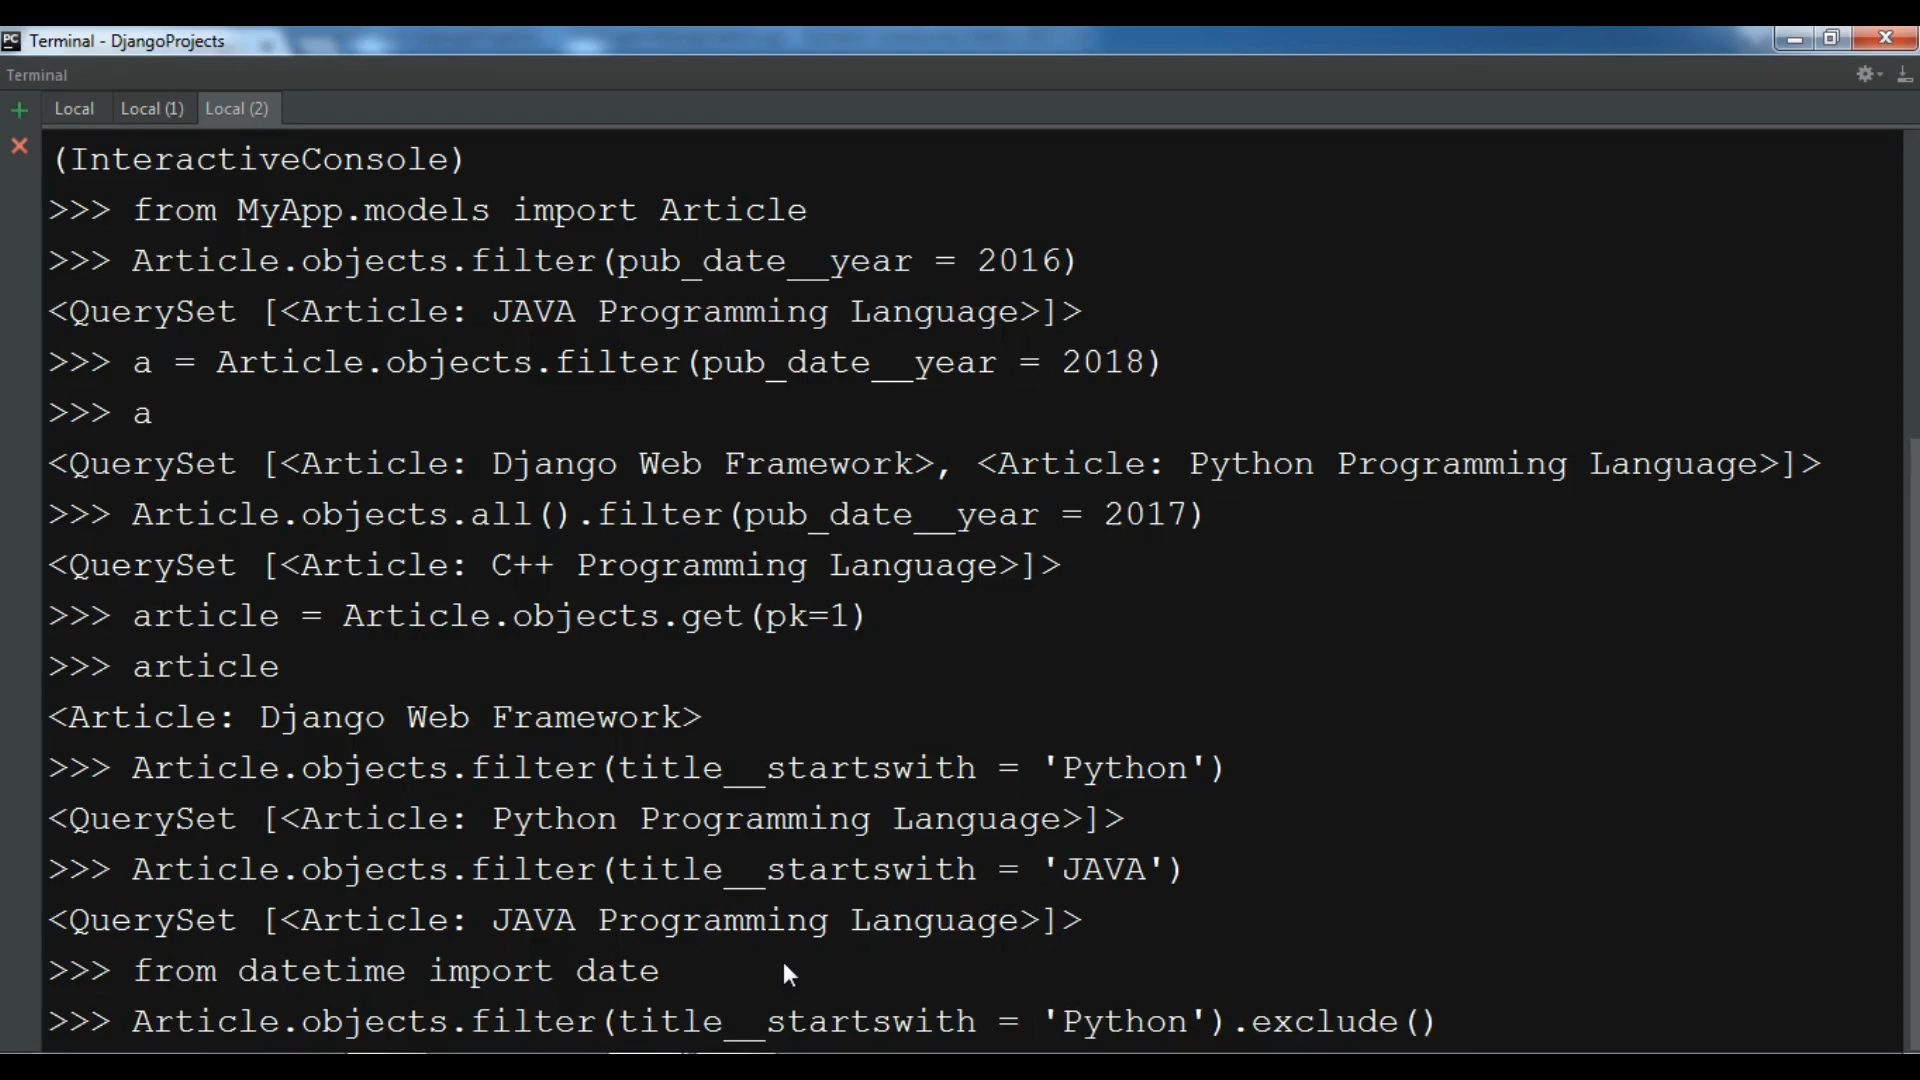 PC Terminal - DjangoProjects
Terminal
Local Local (1) Local (2)
(InteractiveConsole)
>>> from MyApp.models import Article
>>> Article.objects.filter(pub_date__year = 2016)
<QuerySet [<Article: JAVA Programming Language>]>
>>> a = Article.objects.filter(pub_date__year = 2018)
>>> a
<QuerySet [<Article: Django Web Framework>, <Article: Python Programming Language>]>
>>> Article.objects.all().filter(pub_date__year = 2017)
<QuerySet [<Article: C++ Programming Language>]>
>>> article = Article.objects.get(pk=1)
>>> article
<Article: Django Web Framework>
>>> Article.objects.filter(title__startswith = 'Python')
<QuerySet [<Article: Python Programming Language>]>
>>> Article.objects.filter(title__startswith = 'JAVA')
<QuerySet [<Article: JAVA Programming Language>]>
>>> from datetime import date
>>> Article.objects.filter(title__startswith = 'Python').exclude()